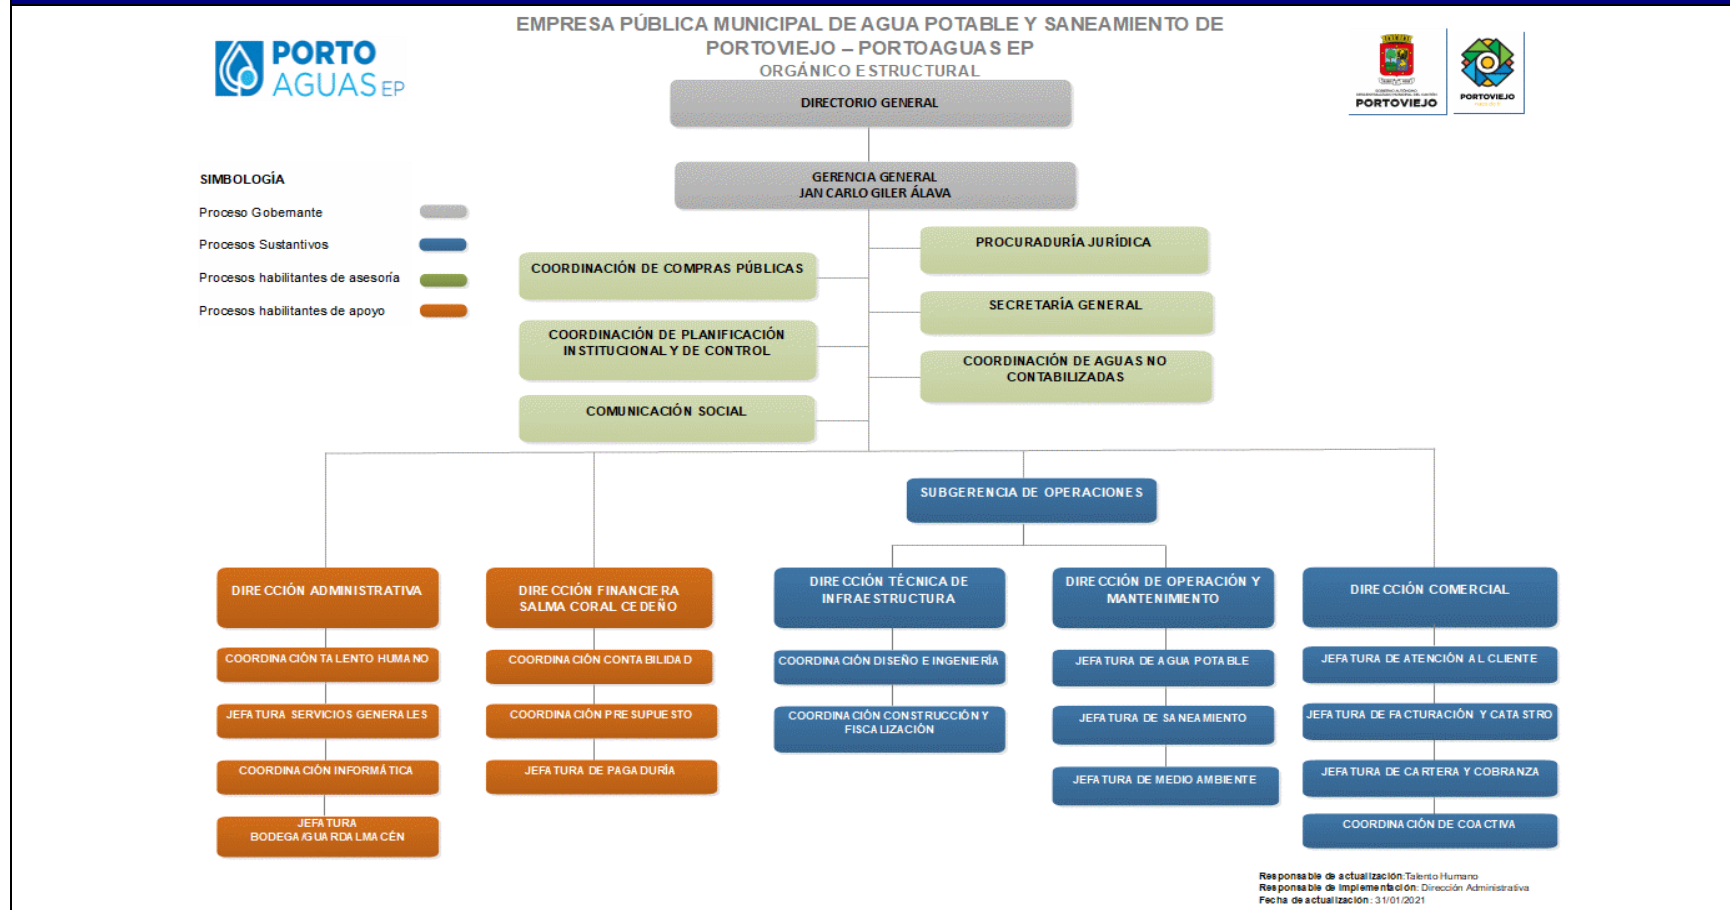 EMPRESA PÚBLICA MUNICIPAL DE AGUA POTABLE Y SANEAMIENTO DE
PORTOVIEJO – PORTOAGUAS EP
ORGÁNICO ESTRUCTURAL
PORTO
AGUAS EP
PORTOVIEJO
PORTOVIEJO
DIRECTORIO GENERAL
GERENCIA GENERAL
JAN CARLO GILER ÁLAVA
SIMBOLOGÍA
Proceso Gobernante
Procesos Sustantivos
Procesos habilitantes de asesoría
Procesos habilitantes de apoyo
PROCURADURÍA JURÍDICA
COORDINACIÓN DE COMPRAS PÚBLICAS
SECRETARÍA GENERAL
COORDINACIÓN DE PLANIFICACIÓN
INSTITUCIONAL Y DE CONTROL
COORDINACIÓN DE AGUAS NO
CONTABILIZADAS
COMUNICACIÓN SOCIAL
SUBGERENCIA DE OPERACIONES
DIRECCIÓN ADMINISTRATIVA
COORDINACIÓN TALENTO HUMANO
JEFATURA SERVICIOS GENERALES
COORDINACIÓN INFORMÁTICA
JEFATURA
BODEGA/GUARDALMACÉN
DIRECCIÓN FINANCIERA
SALMA CORAL CEDEÑO
COORDINACIÓN CONTABILIDAD
COORDINACIÓN PRESUPUESTO
JEFATURA DE PAGADURÍA
DIRECCIÓN TÉCNICA DE
INFRAESTRUCTURA
COORDINACIÓN DISEÑO E INGENIERÍA
COORDINACIÓN CONSTRUCCIÓN Y
FISCALIZACIÓN
DIRECCIÓN DE OPERACIÓN Y
MANTENIMIENTO
JEFATURA DE AGUA POTABLE
JEFATURA DE SANEAMIENTO
JEFATURA DE MEDIO AMBIENTE
DIRECCIÓN COMERCIAL
JEFATURA DE ATENCIÓN AL CLIENTE
JEFATURA DE FACTURACIÓN Y CATASTRO
JEFATURA DE CARTERA Y COBRANZA
COORDINACIÓN DE COACTIVA
Responsable de actualización:Talento Humano
Responsable de implementación: Dirección Administrativa
Fecha de actualización: 31/01/2021